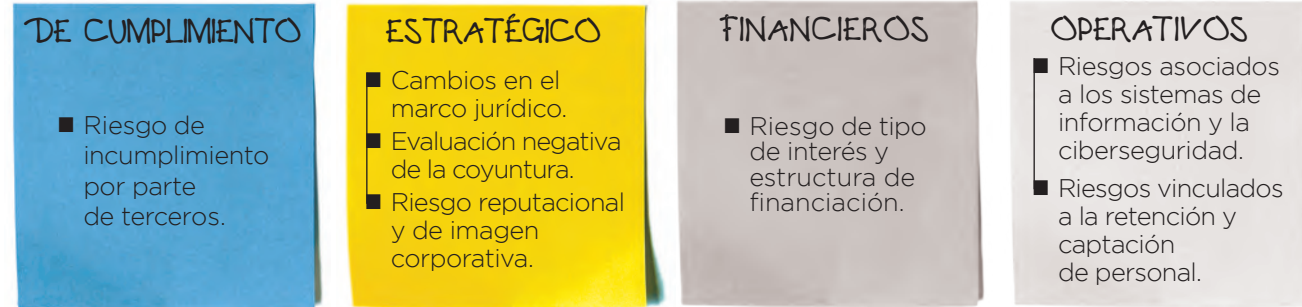 DE CUMPLIMIENTO
■ Riesgo de
incumplimiento
por parte
de terceros.
ESTRATÉGICO
■ Cambios en el
marco jurídico.
■ Evaluación negativa
de la coyuntura.
■ Riesgo reputacional
y de imagen
corporativa.
FINANCIEROS
■ Riesgo de tipo
de interés y
estructura de
financiación.
OPERATIVOS
■ Riesgos asociados
a los sistemas de
información y la
ciberseguridad.
■ Riesgos vinculados
a la retención y
captación
de personal.